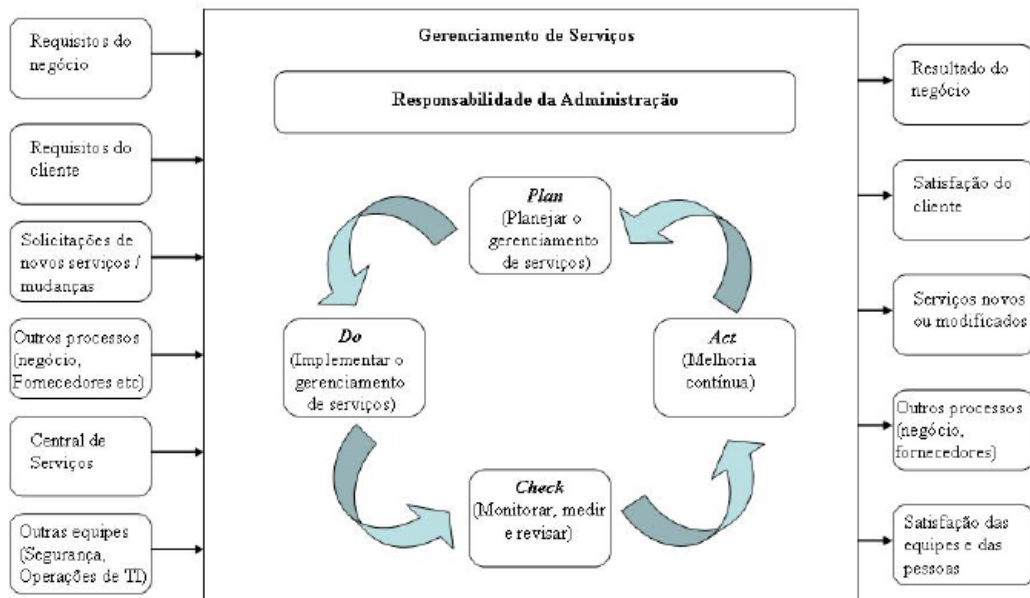 Requisitos do
negócio
Requisitos do
cliente
Solicitações de
novos serviços /
mudanças
Outros processos
(negócio,
Fornecedores etc)
Central de
Serviços
Outras equipes
(Segurança,
Operações de TI)
Gerenciamento de Serviços
Responsabilidade da Administração
Plan
(Planejar o
gerenciamento
de serviços)
Do
(Implementar o
gerenciamento
de serviços)
Check
(Monitorar, medir
e revisar)
Act
(Melhoria
contínua)
Resultado do
negócio
Satisfação do
cliente
Serviços novos
ou modificados
Outros processos
(negócio,
fornecedores)
Satisfação das
equipes e das
pessoas